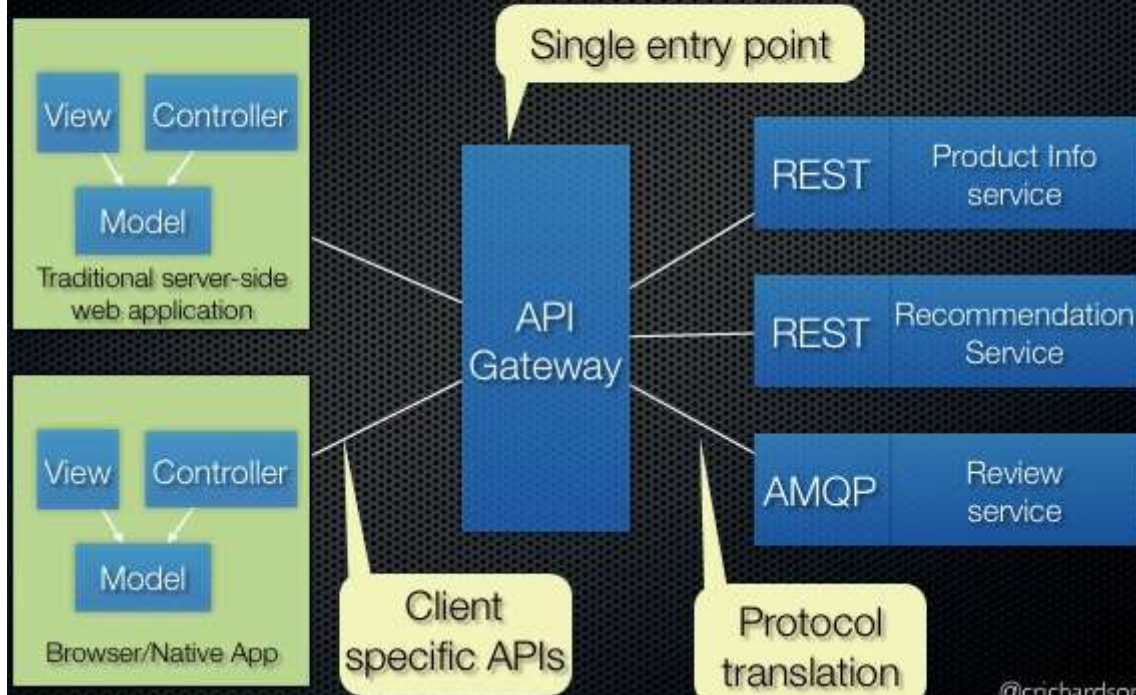 View
Controller
Model
Traditional server-side
web application
View
Controller
Model
Browser/Native App
Single entry point
API
Gateway
Client
specific APIs
Protocol
translation
REST
Product Info
service
REST
Recommendation
Service
AMQP
Review
service